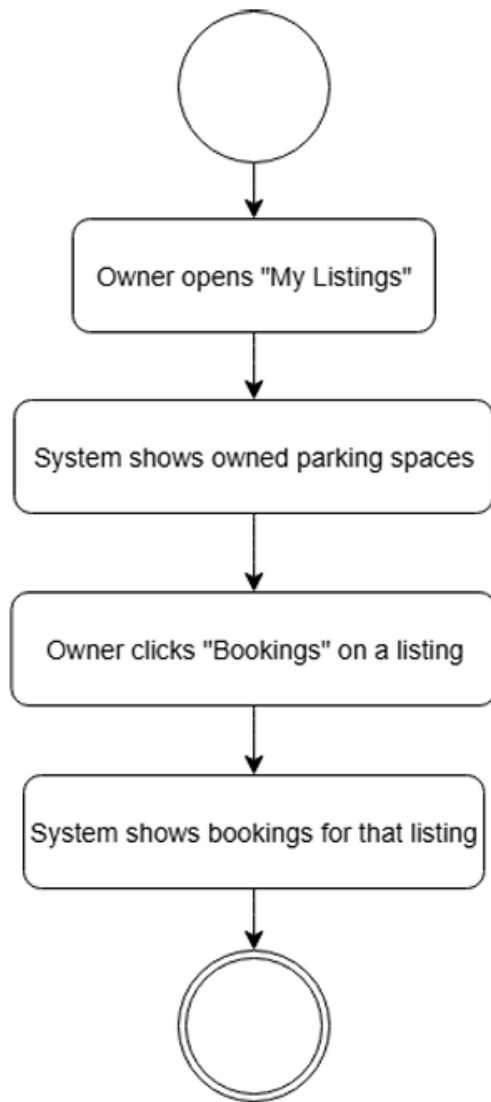 Owner opens "My Listings"
System shows owned parking spaces
Owner clicks "Bookings" on a listing
System shows bookings for that listing